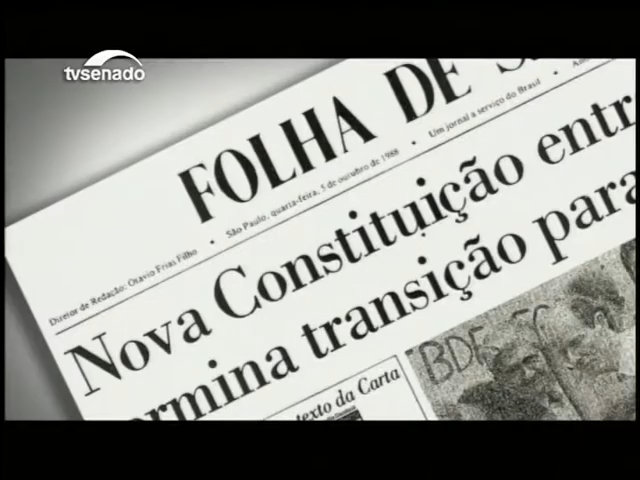 tvsenado
FOLHA DE
Diretor de Redação: Otavio Frias Filho • São Paulo, quarta-feira, 5 de outubro de 1988 • Um jornal a serviço do Brasil •
Nova Constituição entr
ermina transição para
texto da Carta
BDF